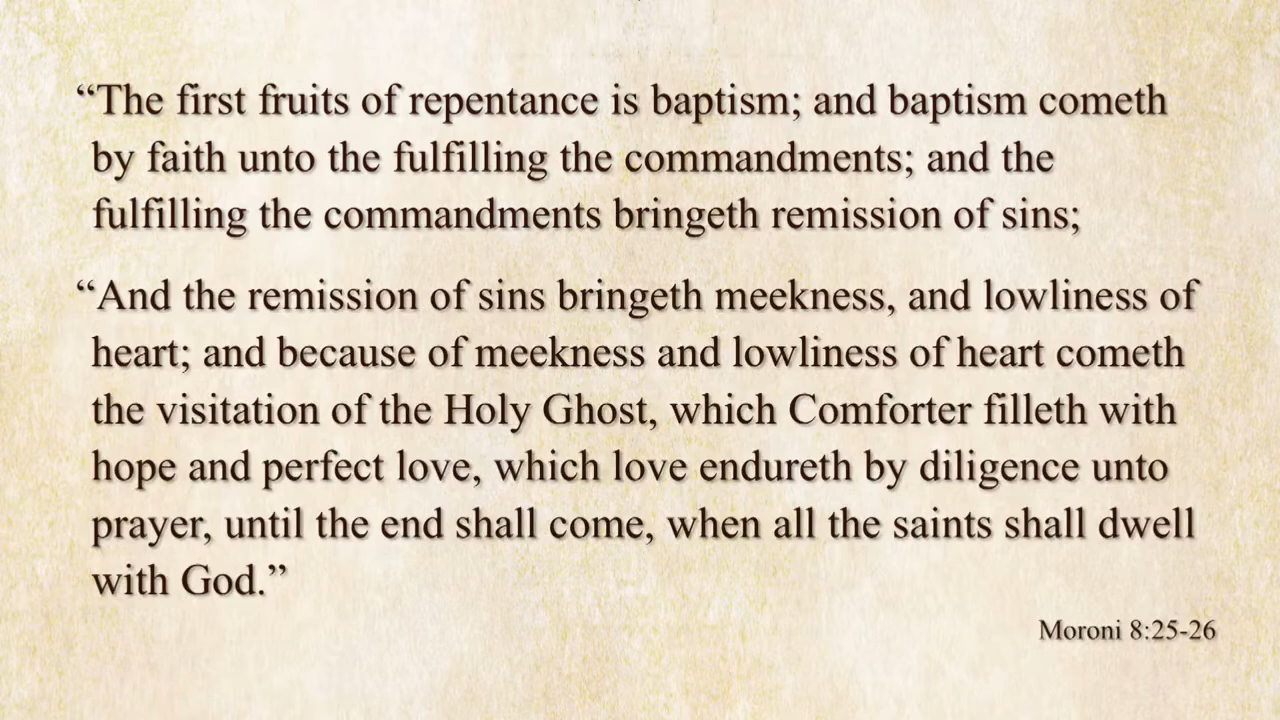 “The first fruits of repentance is baptism; and baptism cometh
by faith unto the fulfilling the commandments; and the
fulfilling the commandments bringeth remission of sins;
“And the remission of sins bringeth meekness, and lowliness of
heart; and because of meekness and lowliness of heart cometh
the visitation of the Holy Ghost, which Comforter filleth with
hope and perfect love, which love endureth by diligence unto
prayer, until the end shall come, when all the saints shall dwell
with God.”
Moroni 8:25-26